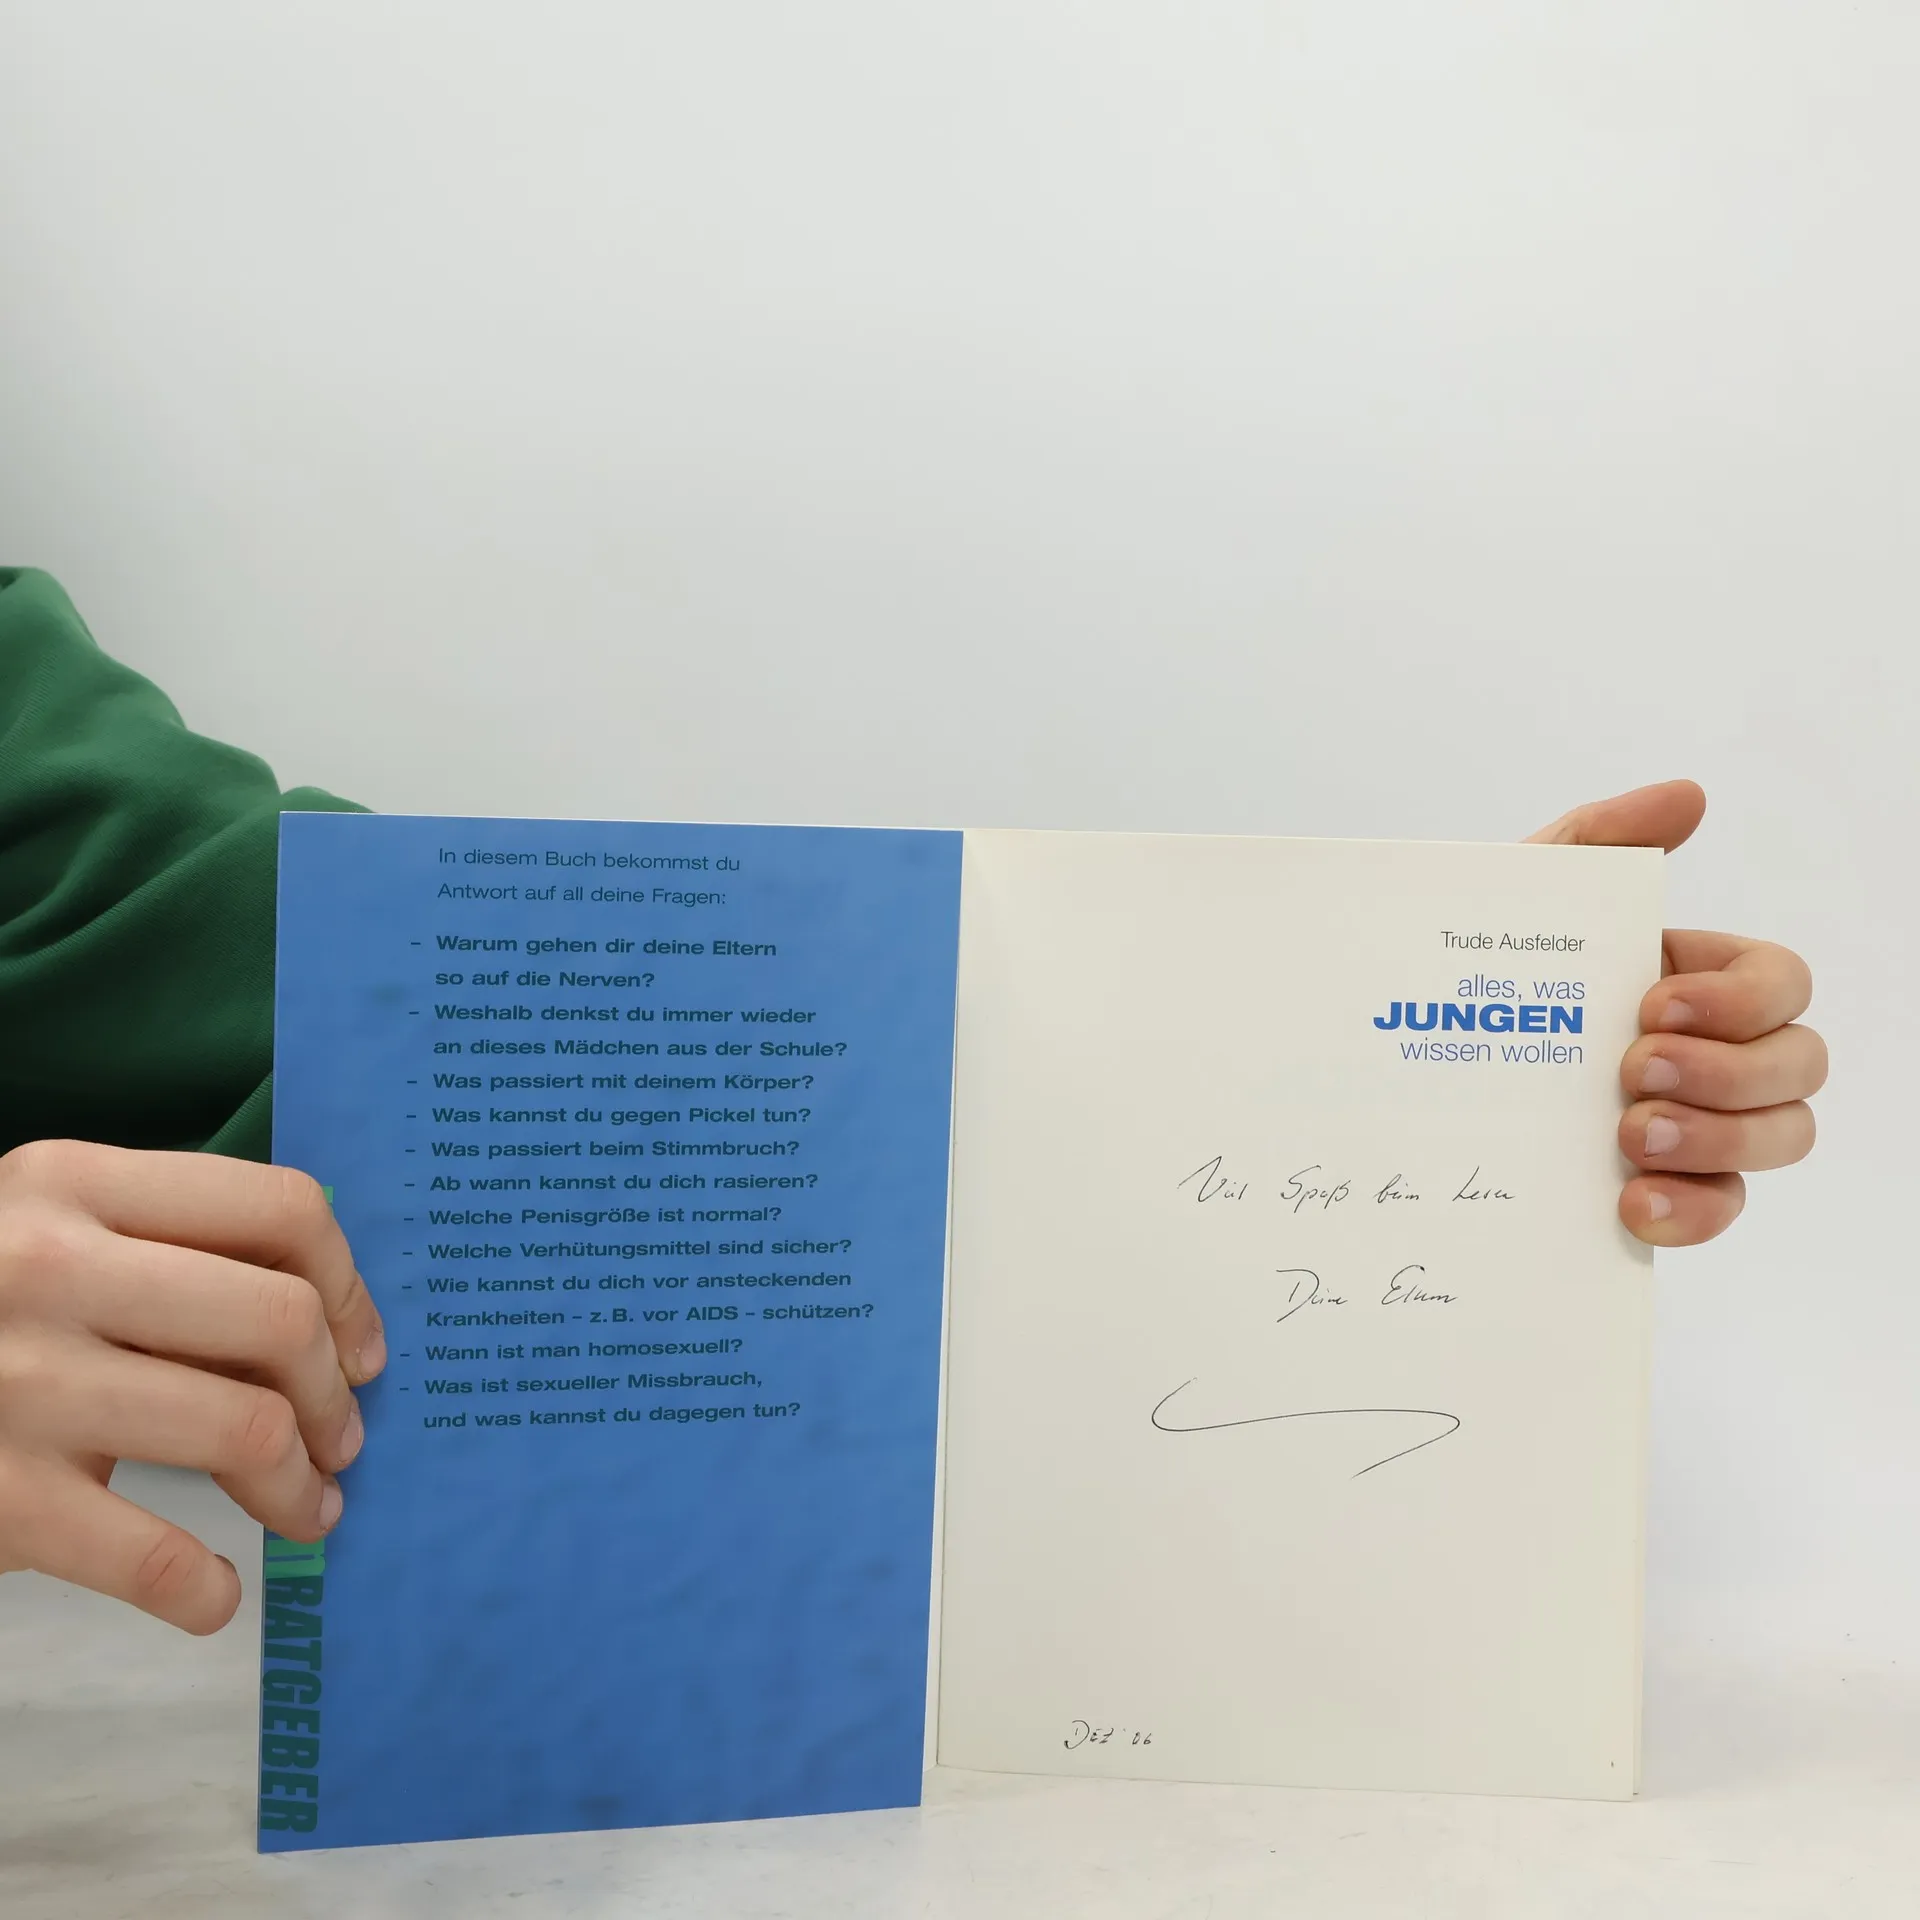 In diesem Buch bekommst du
Antwort auf all deine Fragen:
– Warum gehen dir deine Eltern
so auf die Nerven?
– Weshalb denkst du immer wieder
an dieses Mädchen aus der Schule?
– Was passiert mit deinem Körper?
– Was kannst du gegen Pickel tun?
– Was passiert beim Stimmbruch?
– Ab wann kannst du dich rasieren?
– Welche Penisgröße ist normal?
– Welche Verhütungsmittel sind sicher?
– Wie kannst du dich vor ansteckenden
Krankheiten – z. B. vor AIDS – schützen?
– Wann ist man homosexuell?
– Was ist sexueller Missbrauch,
und was kannst du dagegen tun?
RATGEBER
Trude Ausfelder
alles, was
JUNGEN
wissen wollen
Viel Spaß beim Lesen
Deine Eltern
DEZ '06